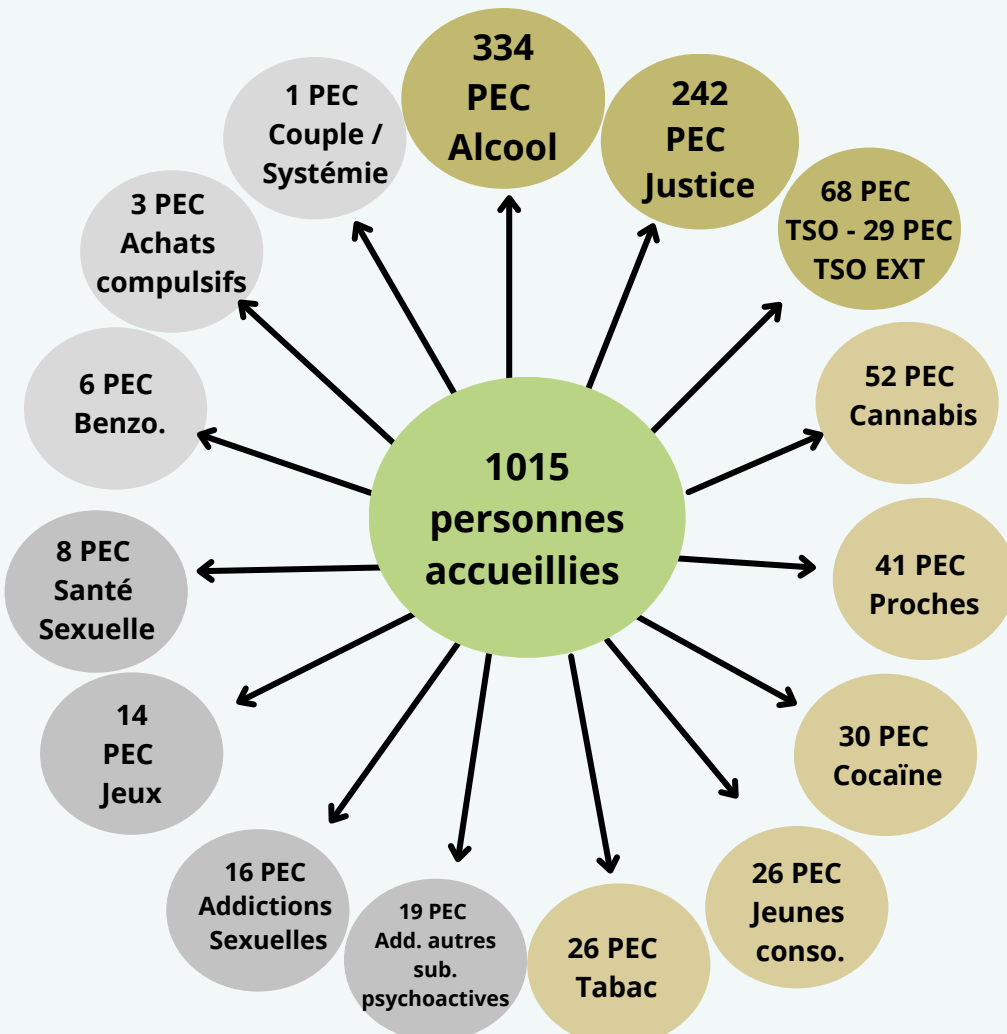 334
PEC
Alcool
242
PEC
Justice
68 PEC
TSO - 29 PEC
TSO EXT
52 PEC
Cannabis
41 PEC
Proches
30 PEC
Cocaïne
26 PEC
Jeunes
conso.
26 PEC
Tabac
19 PEC
Add. autres
sub.
psychoactives
16 PEC
Addictions
Sexuelles
14
PEC
Jeux
8 PEC
Santé
Sexuelle
6 PEC
Benzo.
3 PEC
Achats
compulsifs
1 PEC
Couple /
Systémie
1015
personnes
accueillies